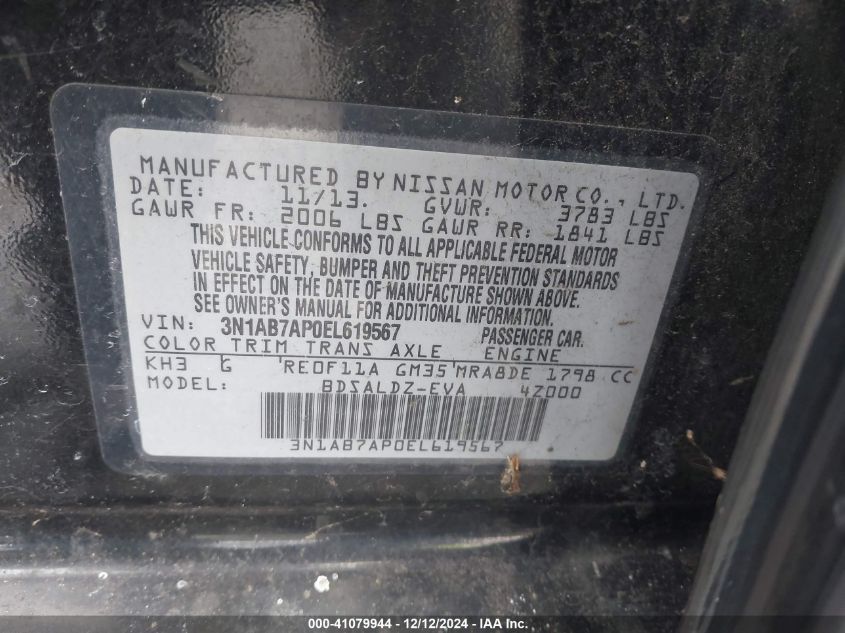 MANUFACTURED BY NISSAN MOTOR CO., LTD.
DATE: 11/13. GVWR: 3783 LBS
GAWR FR: 2006 LBS GAWR RR: 1841 LBS
THIS VEHICLE CONFORMS TO ALL APPLICABLE FEDERAL MOTOR
VEHICLE SAFETY, BUMPER AND THEFT PREVENTION STANDARDS
IN EFFECT ON THE DATE OF MANUFACTURE SHOWN ABOVE.
SEE OWNER'S MANUAL FOR ADDITIONAL INFORMATION.
VIN: 3N1AB7AP0EL619567 PASSENGER CAR.
COLOR TRIM TRANS AXLE ENGINE
KH3 G RE0F11A GM35 MRA8DE 1798 CC
MODEL: BDSALDZ-EVA 4Z000
3N1AB7AP0EL619567
000-41079944 - 12/12/2024 - IAAI.com